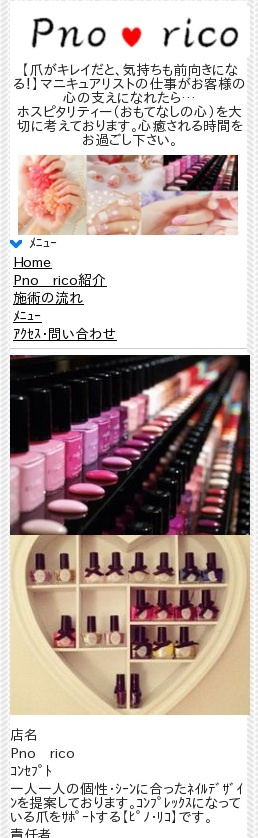 Pno ♥ rico
【爪がキレイだと、気持ちも前向きにな
る!】マニキュアリストの仕事がお客様の
心の支えになれたら…
ホスピタリティー(おもてなしの心)を大
切に考えております。心癒される時間を
お過ごし下さい。
ﾒﾆｭｰ
Home
Pno　rico紹介
施術の流れ
ﾒﾆｭｰ
ｱｸｾｽ･問い合わせ
店名
Pno　rico
ｺﾝｾﾌﾟﾄ
一人一人の個性･ｼｰﾝに合ったﾈｲﾙﾃﾞｻﾞｲ
ﾝを提案しております。ｺﾝﾌﾟﾚｯｸｽになって
いる爪をｻﾎﾟｰﾄする【ﾋﾟﾉ･ﾘｺ】です。
責任者